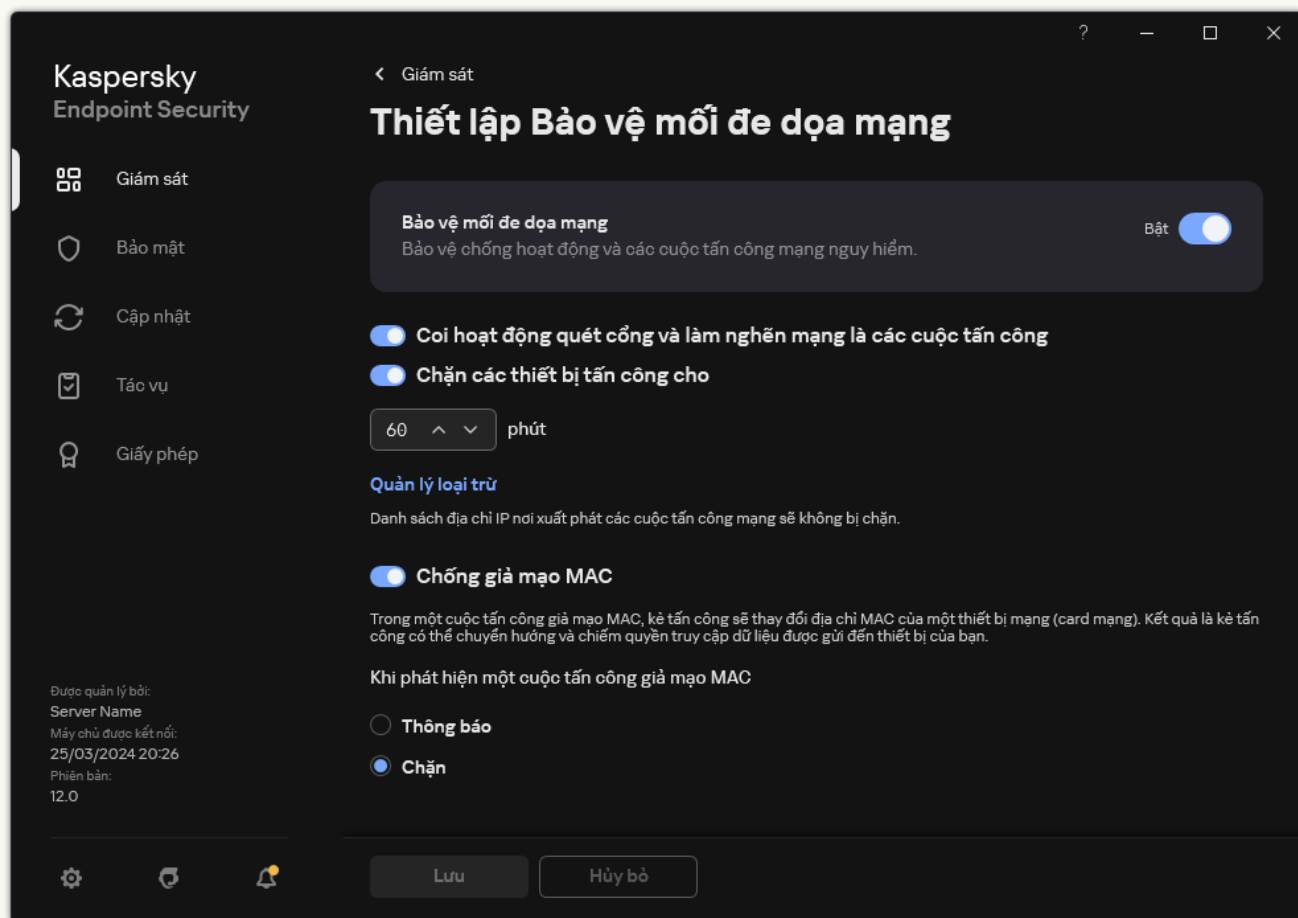 ?
Kaspersky
Endpoint Security
Giám sát
Bảo mật
Cập nhật
Tác vụ
Giấy phép
Được quản lý bởi:
Server Name
Máy chủ được kết nối:
25/03/2024 20:26
Phiên bản:
12.0
Giám sát
Thiết lập Bảo vệ mối đe dọa mạng
Bảo vệ mối đe dọa mạng
Bảo vệ chống hoạt động và các cuộc tấn công mạng nguy hiểm.
Bật
Coi hoạt động quét cổng và làm nghẽn mạng là các cuộc tấn công
Chặn các thiết bị tấn công cho
60 phút
Quản lý loại trừ
Danh sách địa chỉ IP nơi xuất phát các cuộc tấn công mạng sẽ không bị chặn.
Chống giả mạo MAC
Trong một cuộc tấn công giả mạo MAC, kẻ tấn công sẽ thay đổi địa chỉ MAC của một thiết bị mạng (card mạng). Kết quả là kẻ tấn
công có thể chuyển hướng và chiếm quyền truy cập dữ liệu được gửi đến thiết bị của bạn.
Khi phát hiện một cuộc tấn công giả mạo MAC
Thông báo
Chặn
Lưu
Hủy bỏ